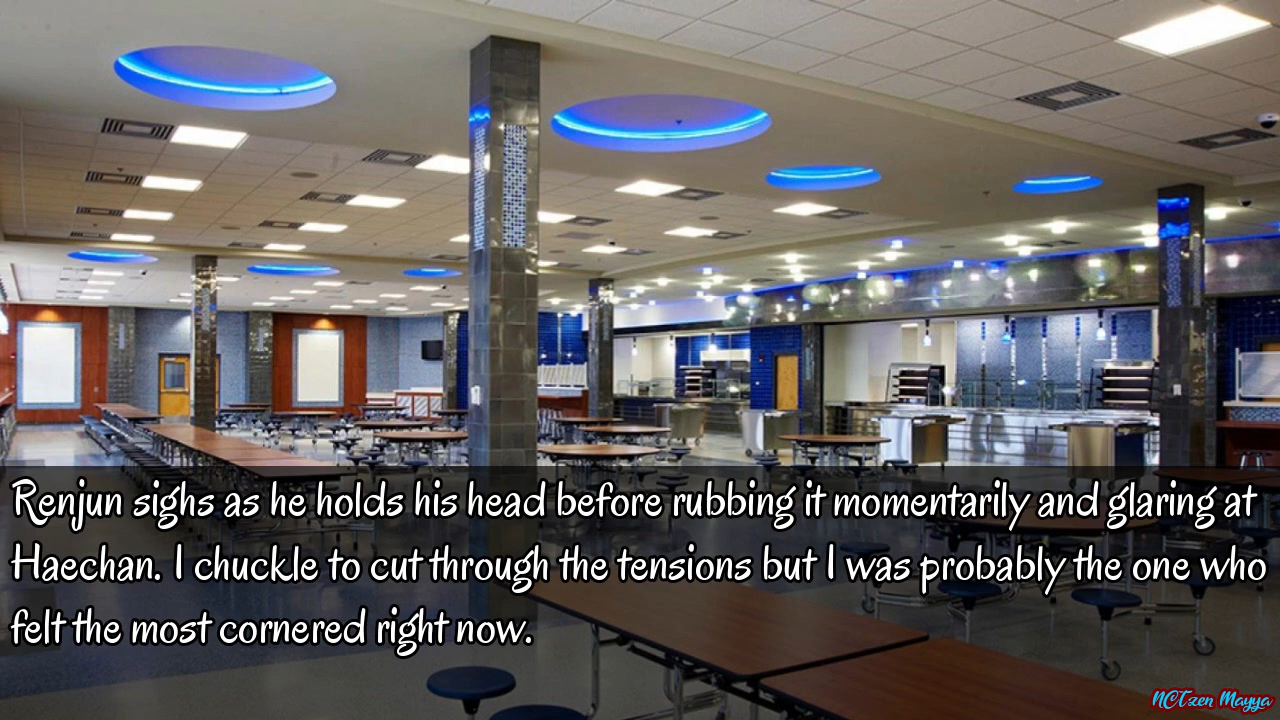 Renjun sighs as he holds his head before rubbing it momentarily and glaring at
Haechan. I chuckle to cut through the tensions but I was probably the one who
felt the most cornered right now.
NCTzen Mayya